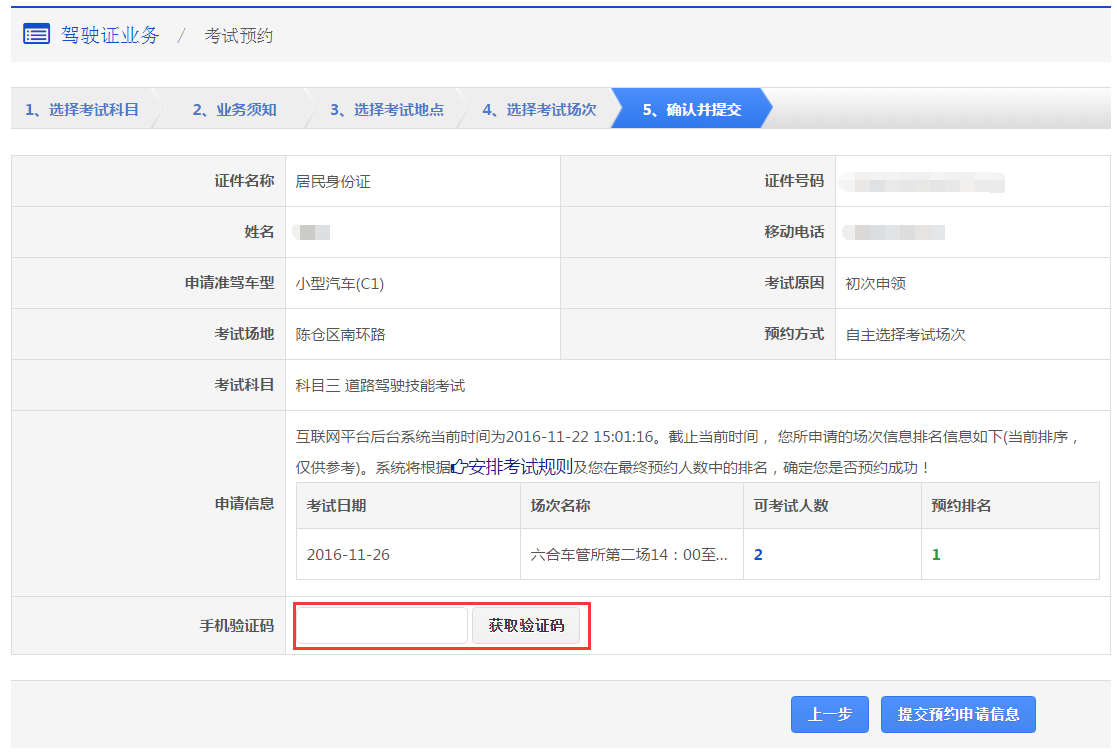 驾驶证业务 / 考试预约
1、选择考试科目 2、业务须知 3、选择考试地点 4、选择考试场次 5、确认并提交
证件名称 居民身份证 证件号码
姓名 移动电话
申请准驾车型 小型汽车(C1) 考试原因 初次申领
考试场地 陈仓区南环路 预约方式 自主选择考试场次
考试科目 科目三 道路驾驶技能考试
申请信息
互联网平台后台系统当前时间为2016-11-22 15:01:16。截止当前时间，您所申请的场次信息排名信息如下(当前排序，
仅供参考)。系统将根据安排考试规则及您在最终预约人数中的排名，确定您是否预约成功！
考试日期 场次名称 可考试人数 预约排名
2016-11-26 六合车管所第二场14：00至... 2 1
手机验证码 获取验证码
上一步 提交预约申请信息